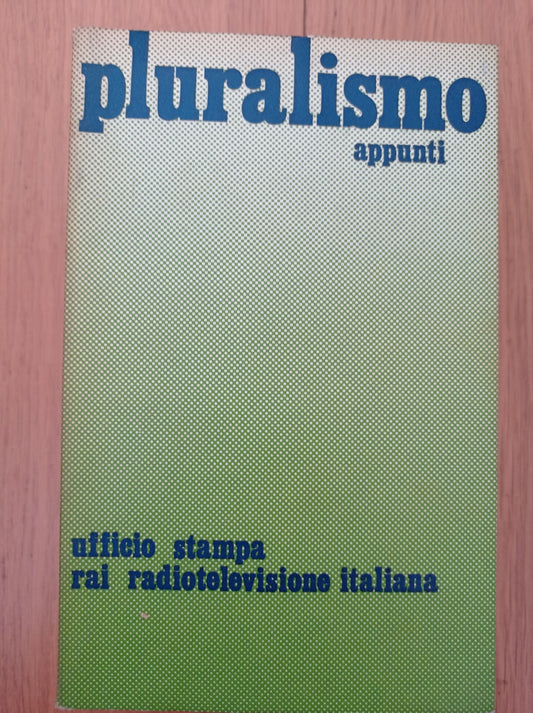 pluralismo
appunti
ufficio stampa
rai radiotelevisione italiana